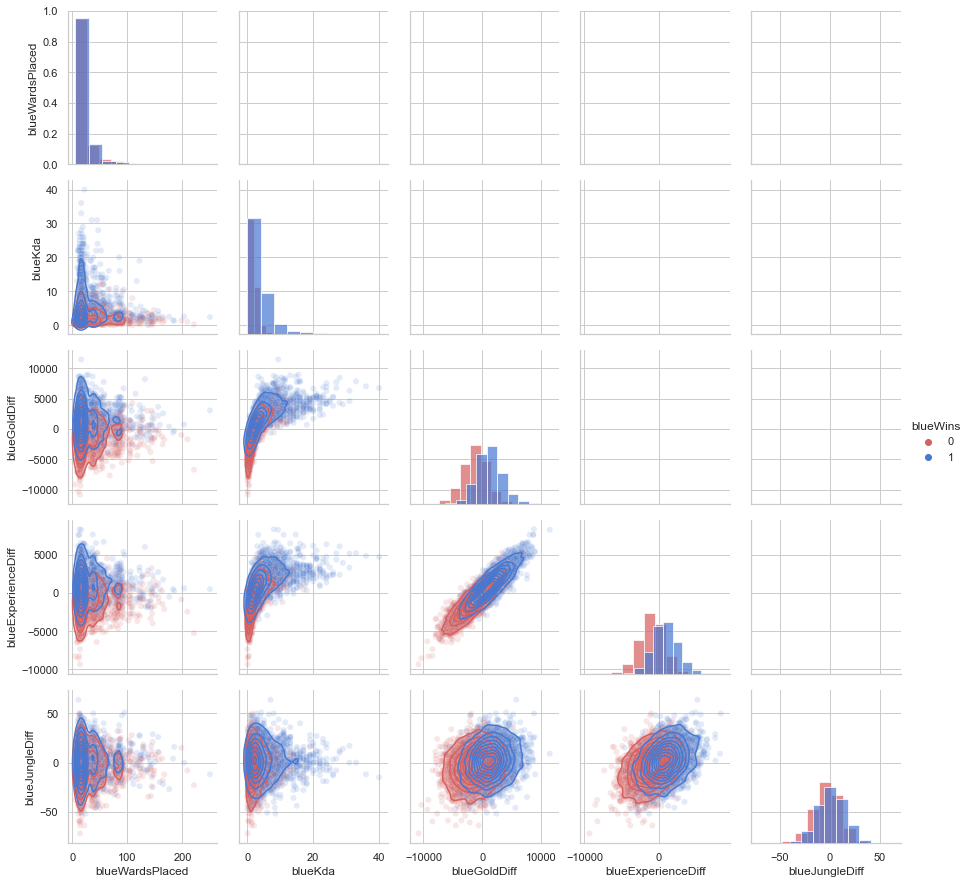 1.0
0.8
0.6
0.4
0.2
0.0
blueWardsPlaced
40
30
20
10
0
blueKda
10000
5000
0
−5000
−10000
blueGoldDiff
blueWins
0
1
5000
0
−5000
−10000
blueExperienceDiff
50
0
−50
blueJungleDiff
0 100 200
0 20 40
−10000 0 10000
−10000 0
−50 0 50
blueWardsPlaced
blueKda
blueGoldDiff
blueExperienceDiff
blueJungleDiff